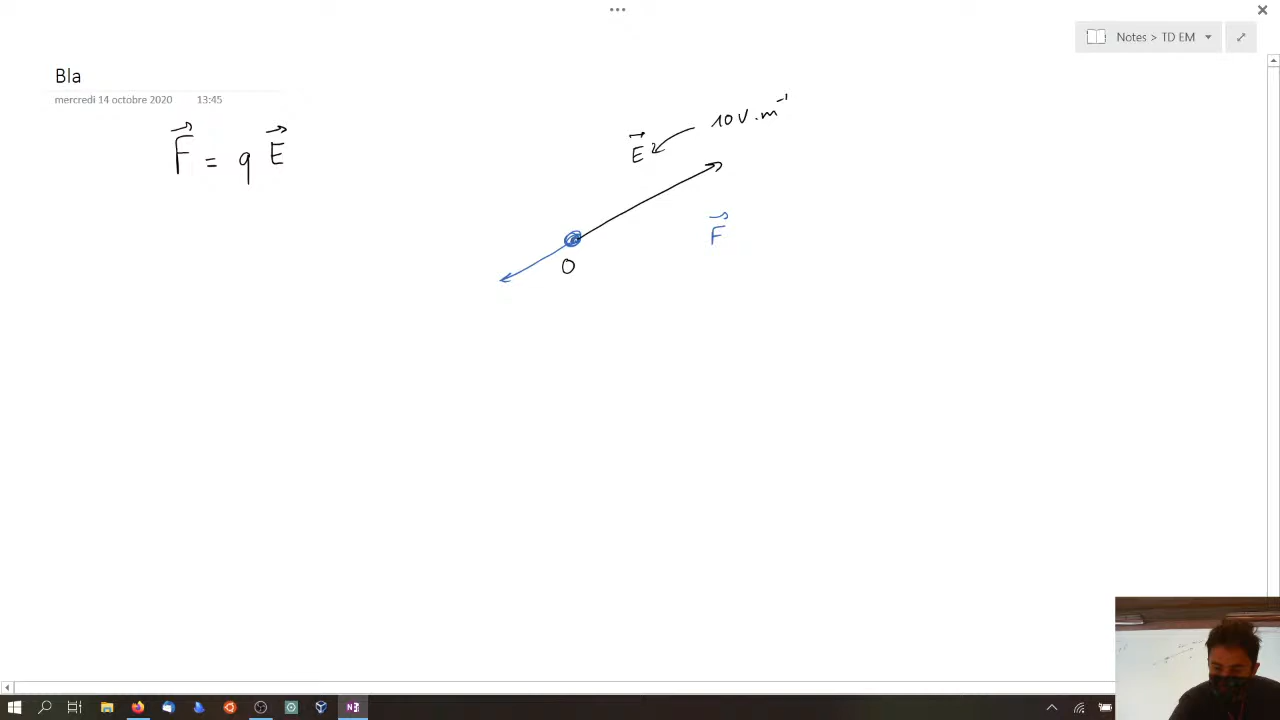 Notes > TD EM
Bla
mercredi 14 octobre 2020 13:45
F⃗ = q E⃗
10 V.m⁻¹
E⃗
F⃗
O